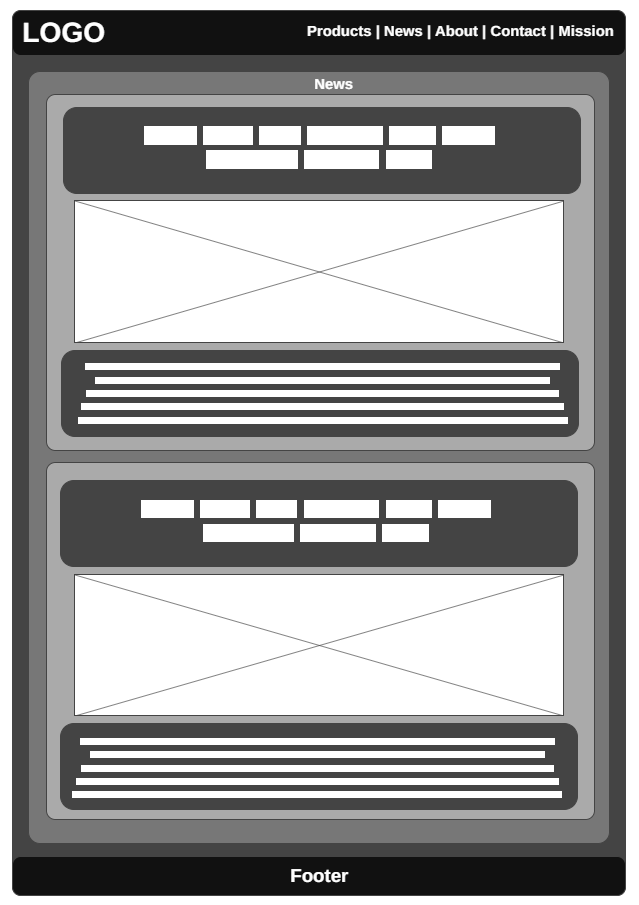 LOGO
Products | News | About | Contact | Mission
News
Footer